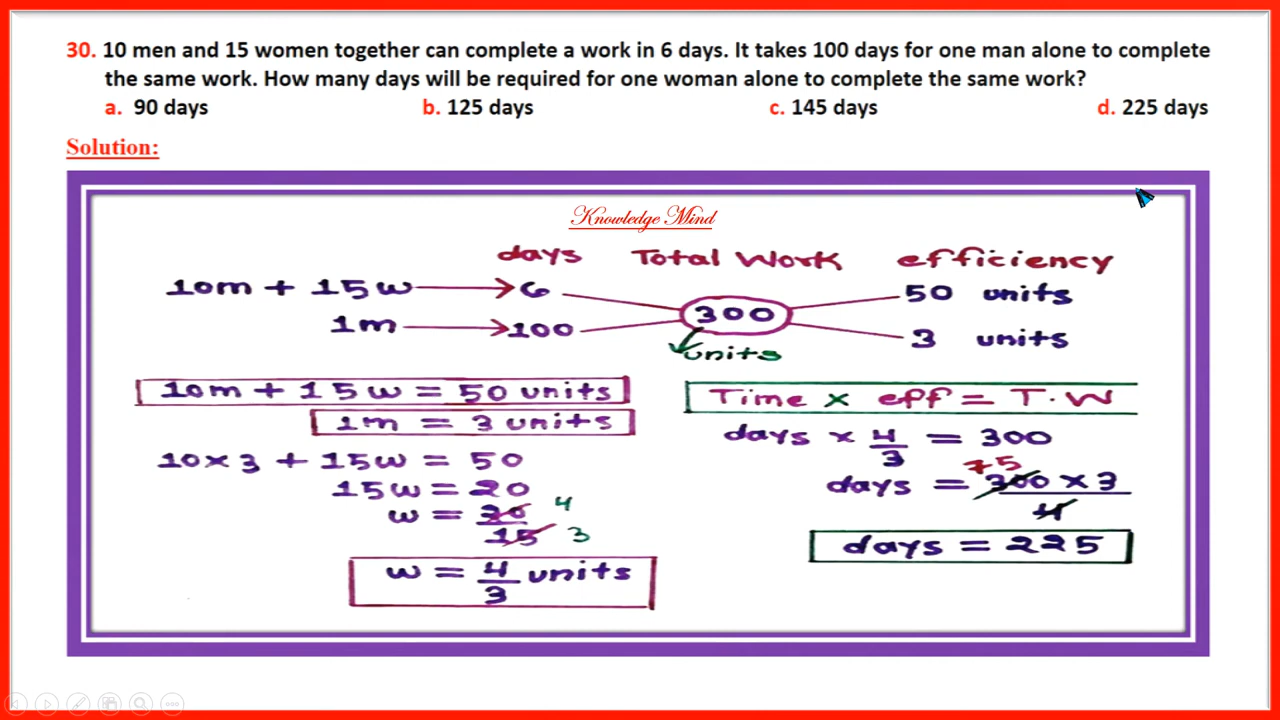 30. 10 men and 15 women together can complete a work in 6 days. It takes 100 days for one man alone to complete
the same work. How many days will be required for one woman alone to complete the same work?
a. 90 days b. 125 days c. 145 days d. 225 days
Solution:
Knowledge Mind
days Total Work efficiency
10m + 15w → 6 300 50 units
1m → 100 units 3 units
10m + 15w = 50 units
1m = 3 units
10×3 + 15w = 50
15w = 20
w = 20/15 4/3
w = 4/3 units
Time × eff = T.W
days × 4/3 = 300
days = 300 × 3 / 4 75
days = 225